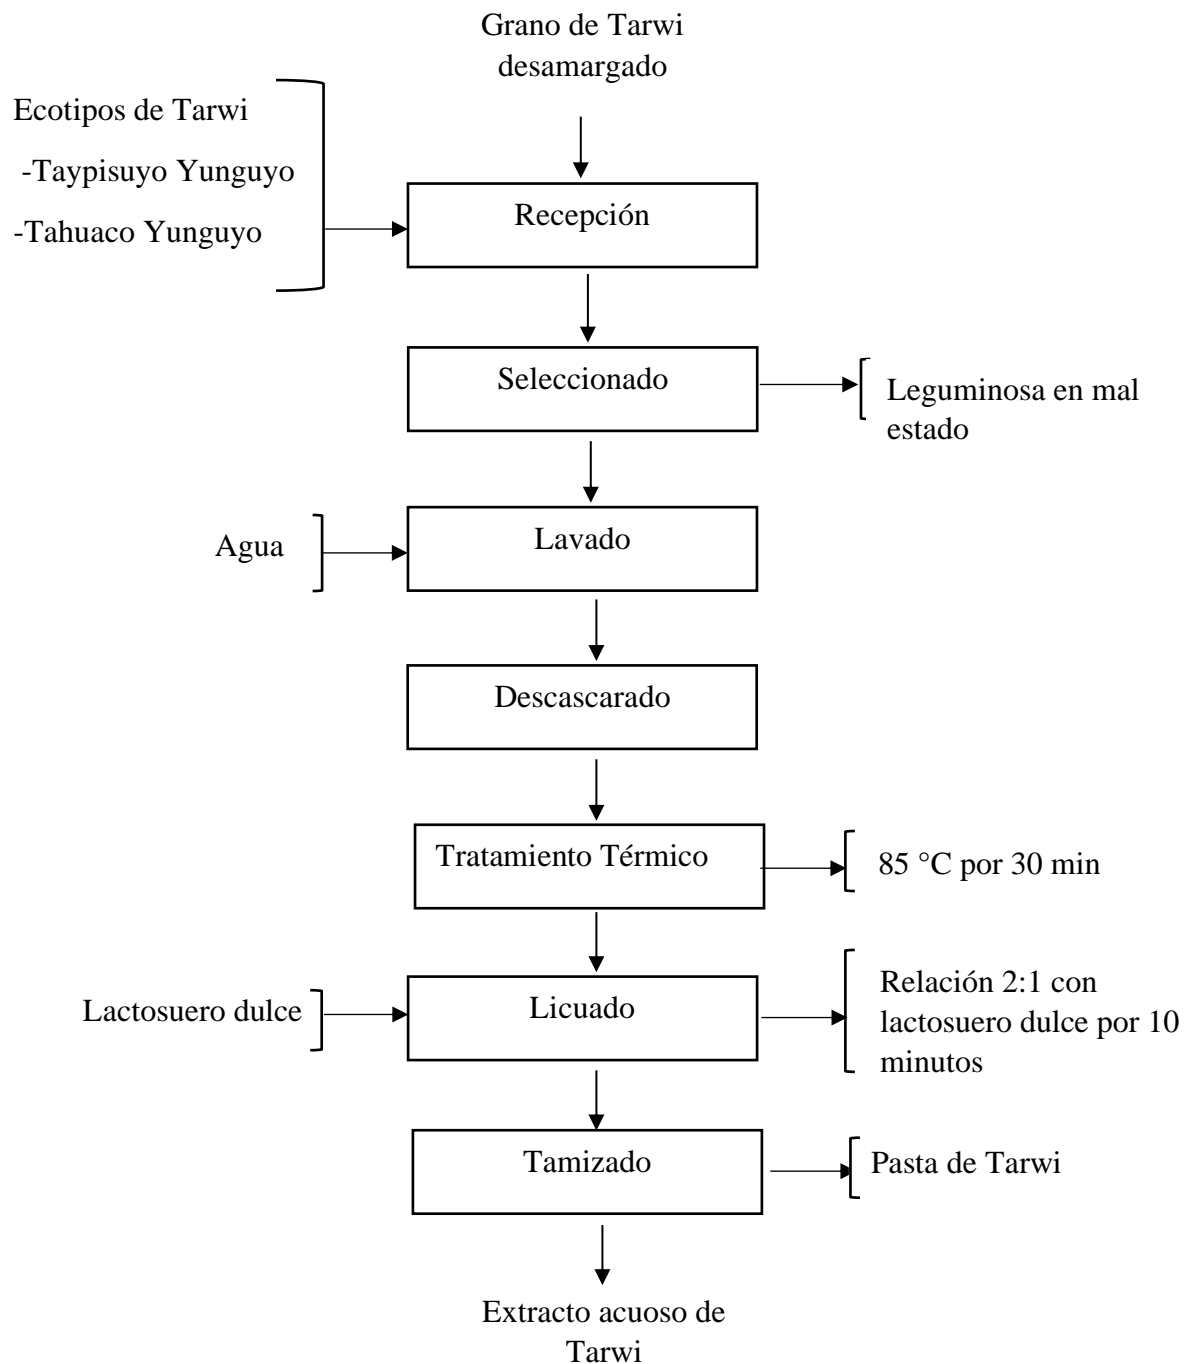 Grano de Tarwi
desamargado
Ecotipos de Tarwi
-Taypisuyo Yunguyo
-Tahuaco Yunguyo
Recepción
Seleccionado
Leguminosa en mal
estado
Agua
Lavado
Descascarado
Tratamiento Térmico
85 °C por 30 min
Lactosuero dulce
Licuado
Relación 2:1 con
lactosuero dulce por 10
minutos
Tamizado
Pasta de Tarwi
Extracto acuoso de
Tarwi